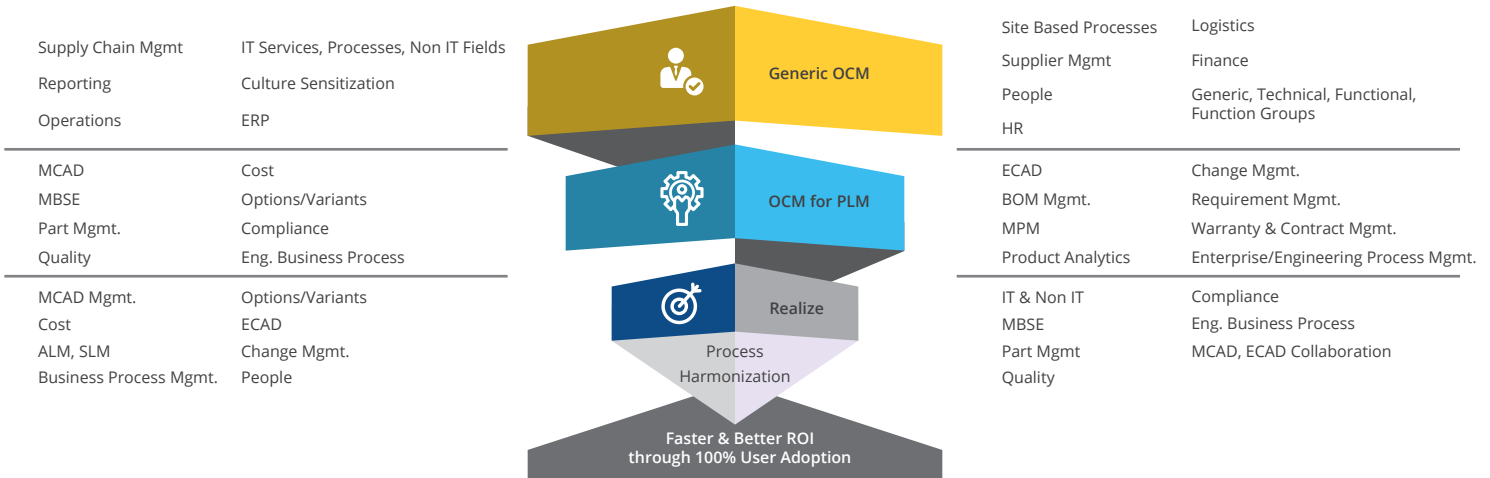 Supply Chain Mgmt
IT Services, Processes, Non IT Fields
Reporting
Culture Sensitization
Operations
ERP
Generic OCM
Site Based Processes
Logistics
Supplier Mgmt
Finance
People
Generic, Technical, Functional,
Function Groups
HR
MCAD
Cost
MBSE
Options/Variants
Part Mgmt.
Compliance
Quality
Eng. Business Process
OCM for PLM
ECAD
Change Mgmt.
BOM Mgmt.
Requirement Mgmt.
MPM
Warranty & Contract Mgmt.
Product Analytics
Enterprise/Engineering Process Mgmt.
MCAD Mgmt.
Options/Variants
Cost
ECAD
ALM, SLM
Change Mgmt.
Business Process Mgmt.
People
Realize
Process
Harmonization
IT & Non IT
Compliance
MBSE
Eng. Business Process
Part Mgmt
MCAD, ECAD Collaboration
Quality
Faster & Better ROI
through 100% User Adoption